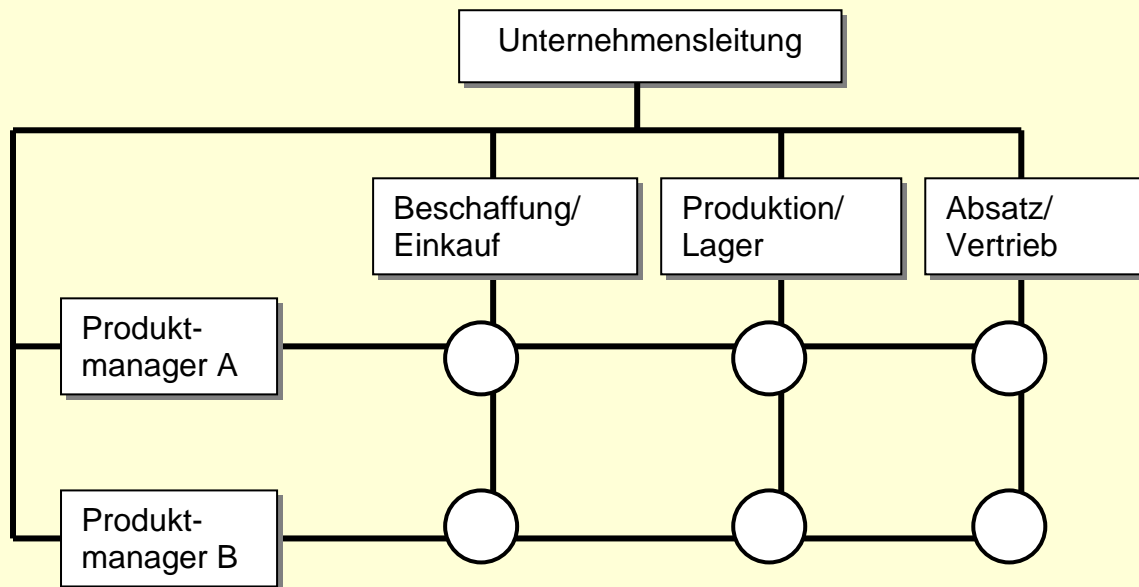 Unternehmensleitung
Beschaffung/
Einkauf
Produktion/
Lager
Absatz/
Vertrieb
Produkt-
manager A
Produkt-
manager B